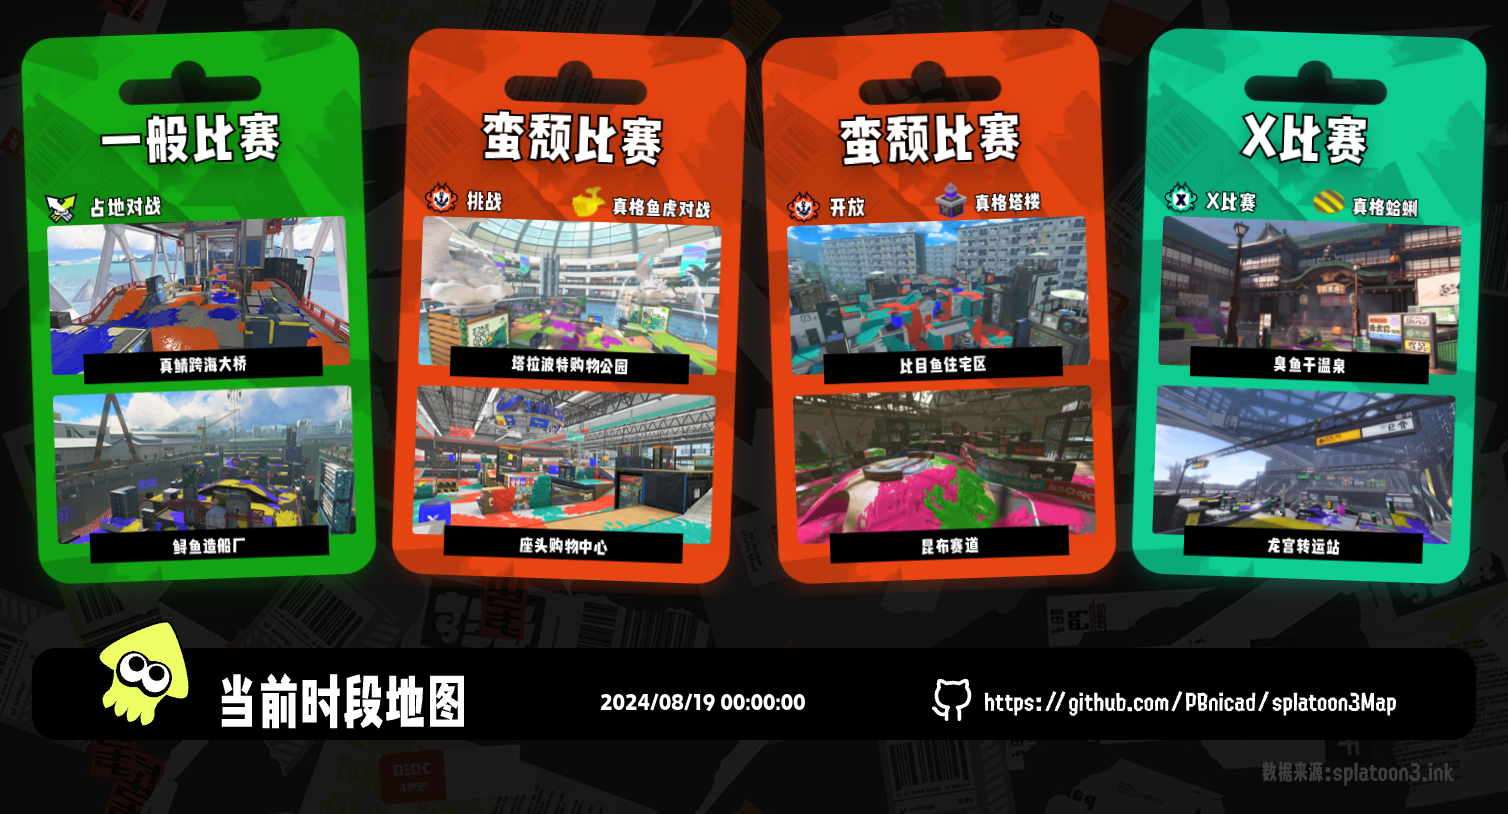 一般比赛
占地对战
真鲭跨海大桥
鲟鱼造船厂
蛮颓比赛
挑战
真格鱼虎对战
塔拉波特购物公园
座头购物中心
蛮颓比赛
开放
真格塔楼
比目鱼住宅区
昆布赛道
X比赛
X比赛
真格蛤蜊
臭鱼干温泉
龙宫转运站
当前时段地图
2024/08/19 00:00:00
https://github.com/PBnicad/splatoon3Map
数据来源:splatoon3.ink